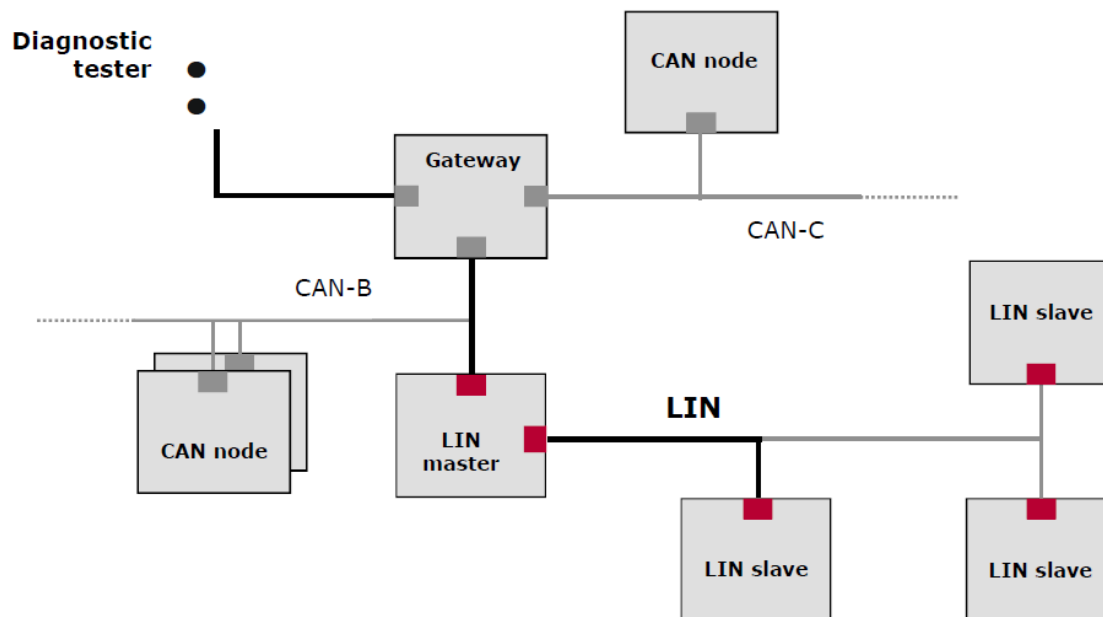 Diagnostic
tester
CAN node
Gateway
CAN-C
CAN-B
LIN slave
LIN
CAN node
LIN
master
LIN slave
LIN slave